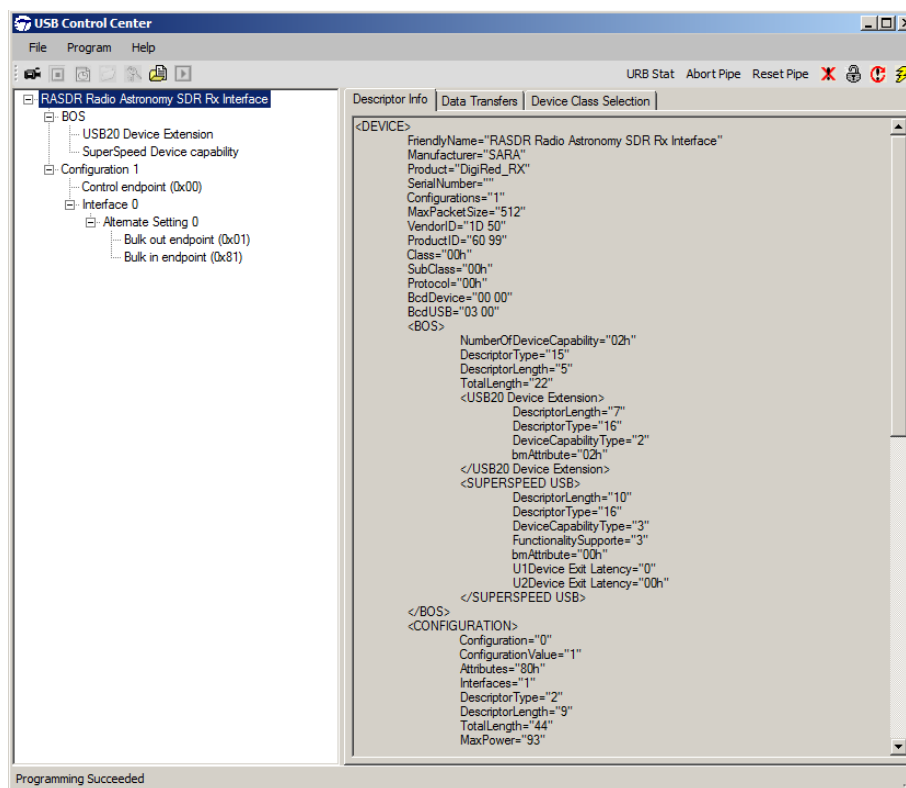 USB Control Center
File Program Help
URB Stat Abort Pipe Reset Pipe
RASDR Radio Astronomy SDR Rx Interface
BOS
USB20 Device Extension
SuperSpeed Device capability
Configuration 1
Control endpoint (0x00)
Interface 0
Alternate Setting 0
Bulk out endpoint (0x01)
Bulk in endpoint (0x81)
Descriptor Info Data Transfers Device Class Selection
<DEVICE>
FriendlyName="RASDR Radio Astronomy SDR Rx Interface"
Manufacturer="SARA"
Product="DigiRed_RX"
SerialNumber=""
Configurations="1"
MaxPacketSize="512"
VendorID="1D 50"
ProductID="60 99"
Class="00h"
SubClass="00h"
Protocol="00h"
BcdDevice="00 00"
BcdUSB="03 00"
<BOS>
NumberOfDeviceCapability="02h"
DescriptorType="15"
DescriptorLength="5"
TotalLength="22"
<USB20 Device Extension>
DescriptorLength="7"
DescriptorType="16"
DeviceCapabilityType="2"
bmAttribute="02h"
</USB20 Device Extension>
<SUPERSPEED USB>
DescriptorLength="10"
DescriptorType="16"
DeviceCapabilityType="3"
FunctionalitySupporte="3"
bmAttribute="00h"
U1Device Exit Latency="0"
U2Device Exit Latency="00h"
</SUPERSPEED USB>
</BOS>
<CONFIGURATION>
Configuration="0"
ConfigurationValue="1"
Attributes="80h"
Interfaces="1"
DescriptorType="2"
DescriptorLength="9"
TotalLength="44"
MaxPower="93"
Programming Succeeded